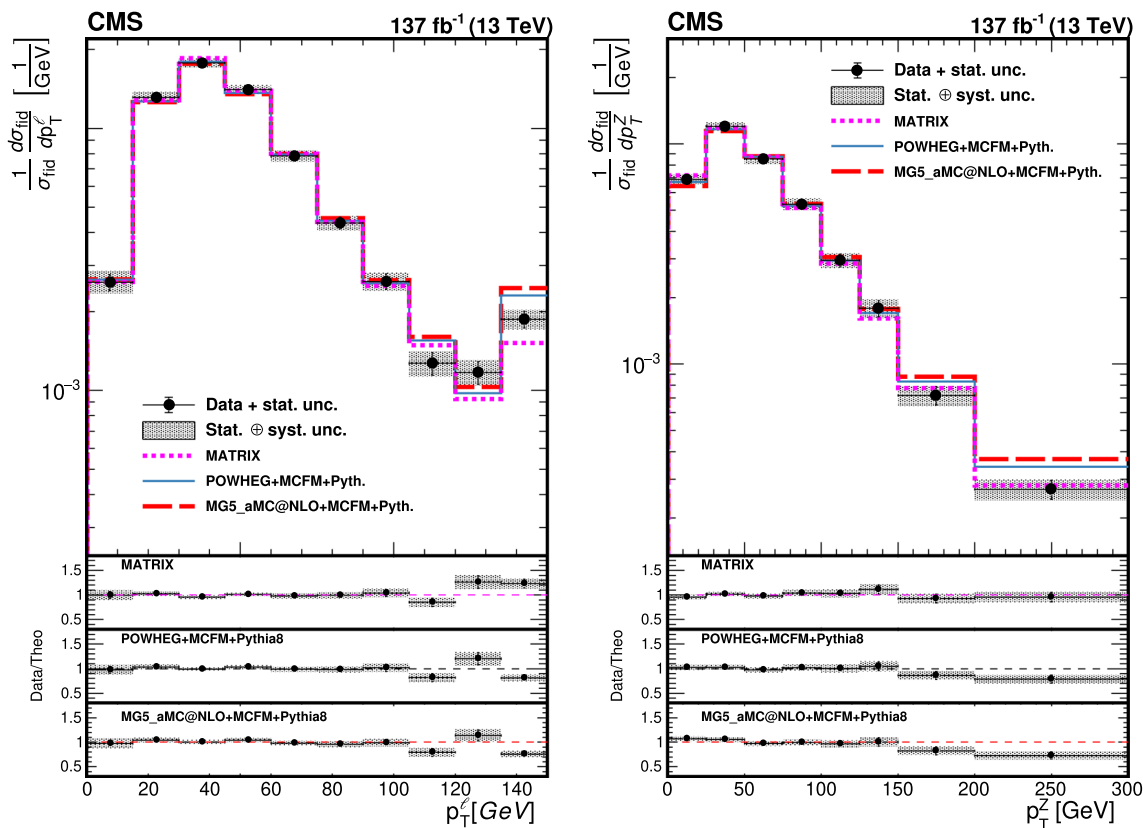 CMS 137 fb⁻¹ (13 TeV)
1/σfid dσfid/dpTℓ [1/GeV]
10⁻³
Data + stat. unc.
Stat. ⊕ syst. unc.
MATRIX
POWHEG+MCFM+Pyth.
MG5_aMC@NLO+MCFM+Pyth.
Data/Theo
1.5
1
0.5
MATRIX
1.5
1
0.5
POWHEG+MCFM+Pythia8
1.5
1
0.5
MG5_aMC@NLO+MCFM+Pythia8
0 20 40 60 80 100 120 140
pTℓ [GeV]
CMS 137 fb⁻¹ (13 TeV)
1/σfid dσfid/dpTZ [1/GeV]
10⁻³
Data + stat. unc.
Stat. ⊕ syst. unc.
MATRIX
POWHEG+MCFM+Pyth.
MG5_aMC@NLO+MCFM+Pyth.
Data/Theo
1.5
1
0.5
MATRIX
1.5
1
0.5
POWHEG+MCFM+Pythia8
1.5
1
0.5
MG5_aMC@NLO+MCFM+Pythia8
0 50 100 150 200 250 300
pTZ [GeV]